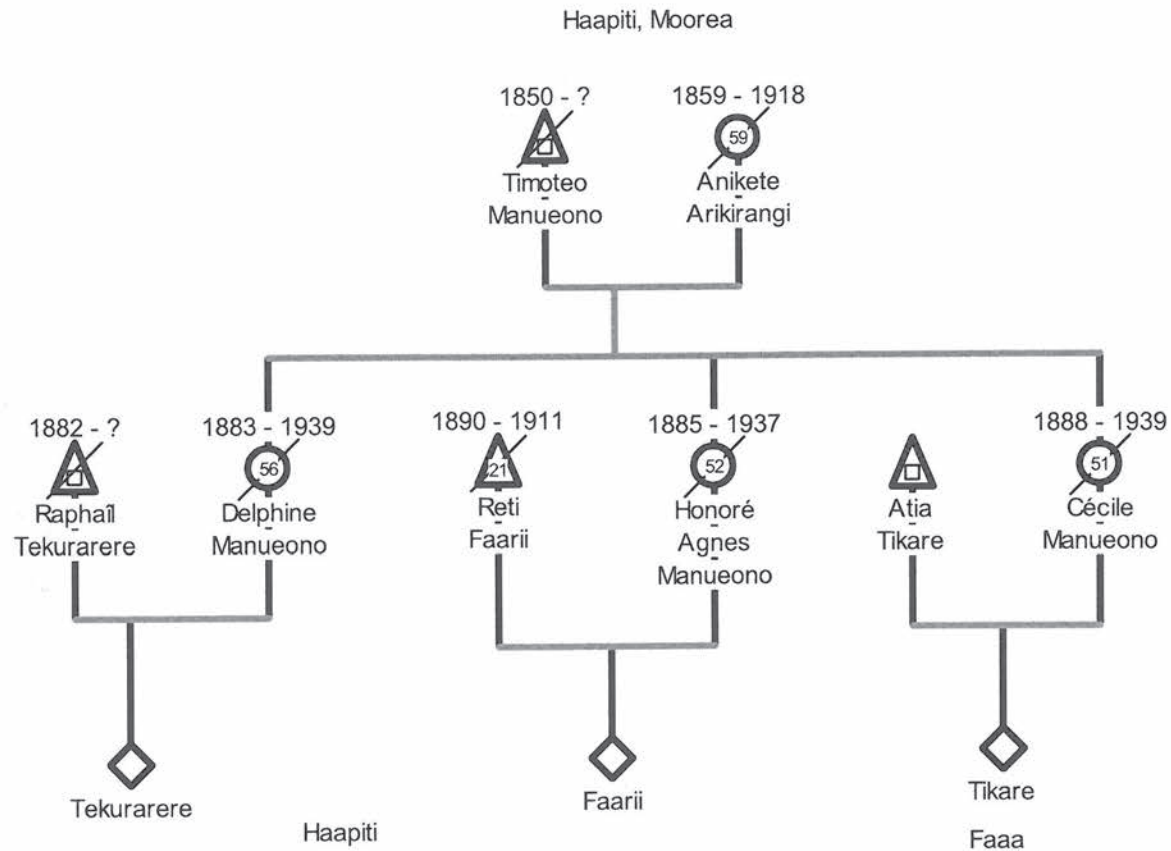 Haapiti, Moorea
1850 - ?
1859 - 1918
59
Timoteo
Manueono
Anikete
Arikirangi
1882 - ?
1883 - 1939
1890 - 1911
1885 - 1937
1888 - 1939
56
21
52
51
Raphaîl
Tekurarere
Delphine
Manueono
Reti
Faarii
Honoré
Agnes
Manueono
Atia
Tikare
Cécile
Manueono
Tekurarere
Faarii
Tikare
Haapiti
Faaa